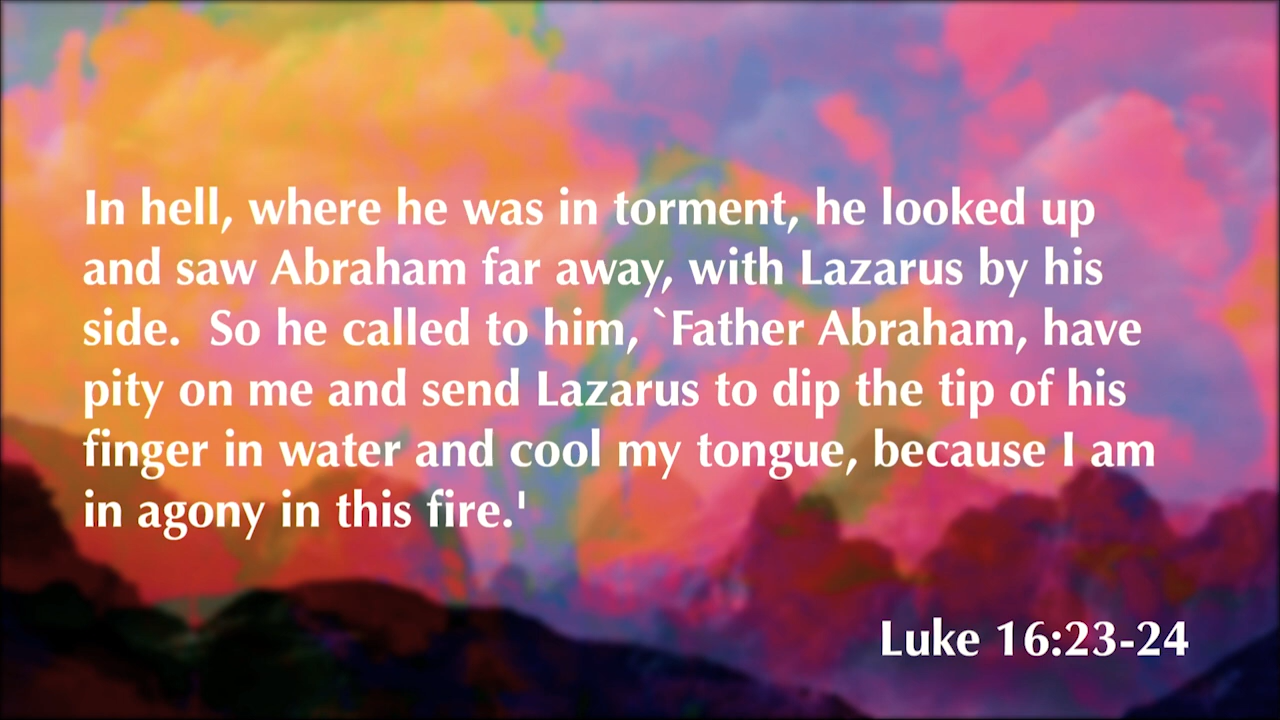 In hell, where he was in torment, he looked up
and saw Abraham far away, with Lazarus by his
side.  So he called to him, `Father Abraham, have
pity on me and send Lazarus to dip the tip of his
finger in water and cool my tongue, because I am
in agony in this fire.'
Luke 16:23-24